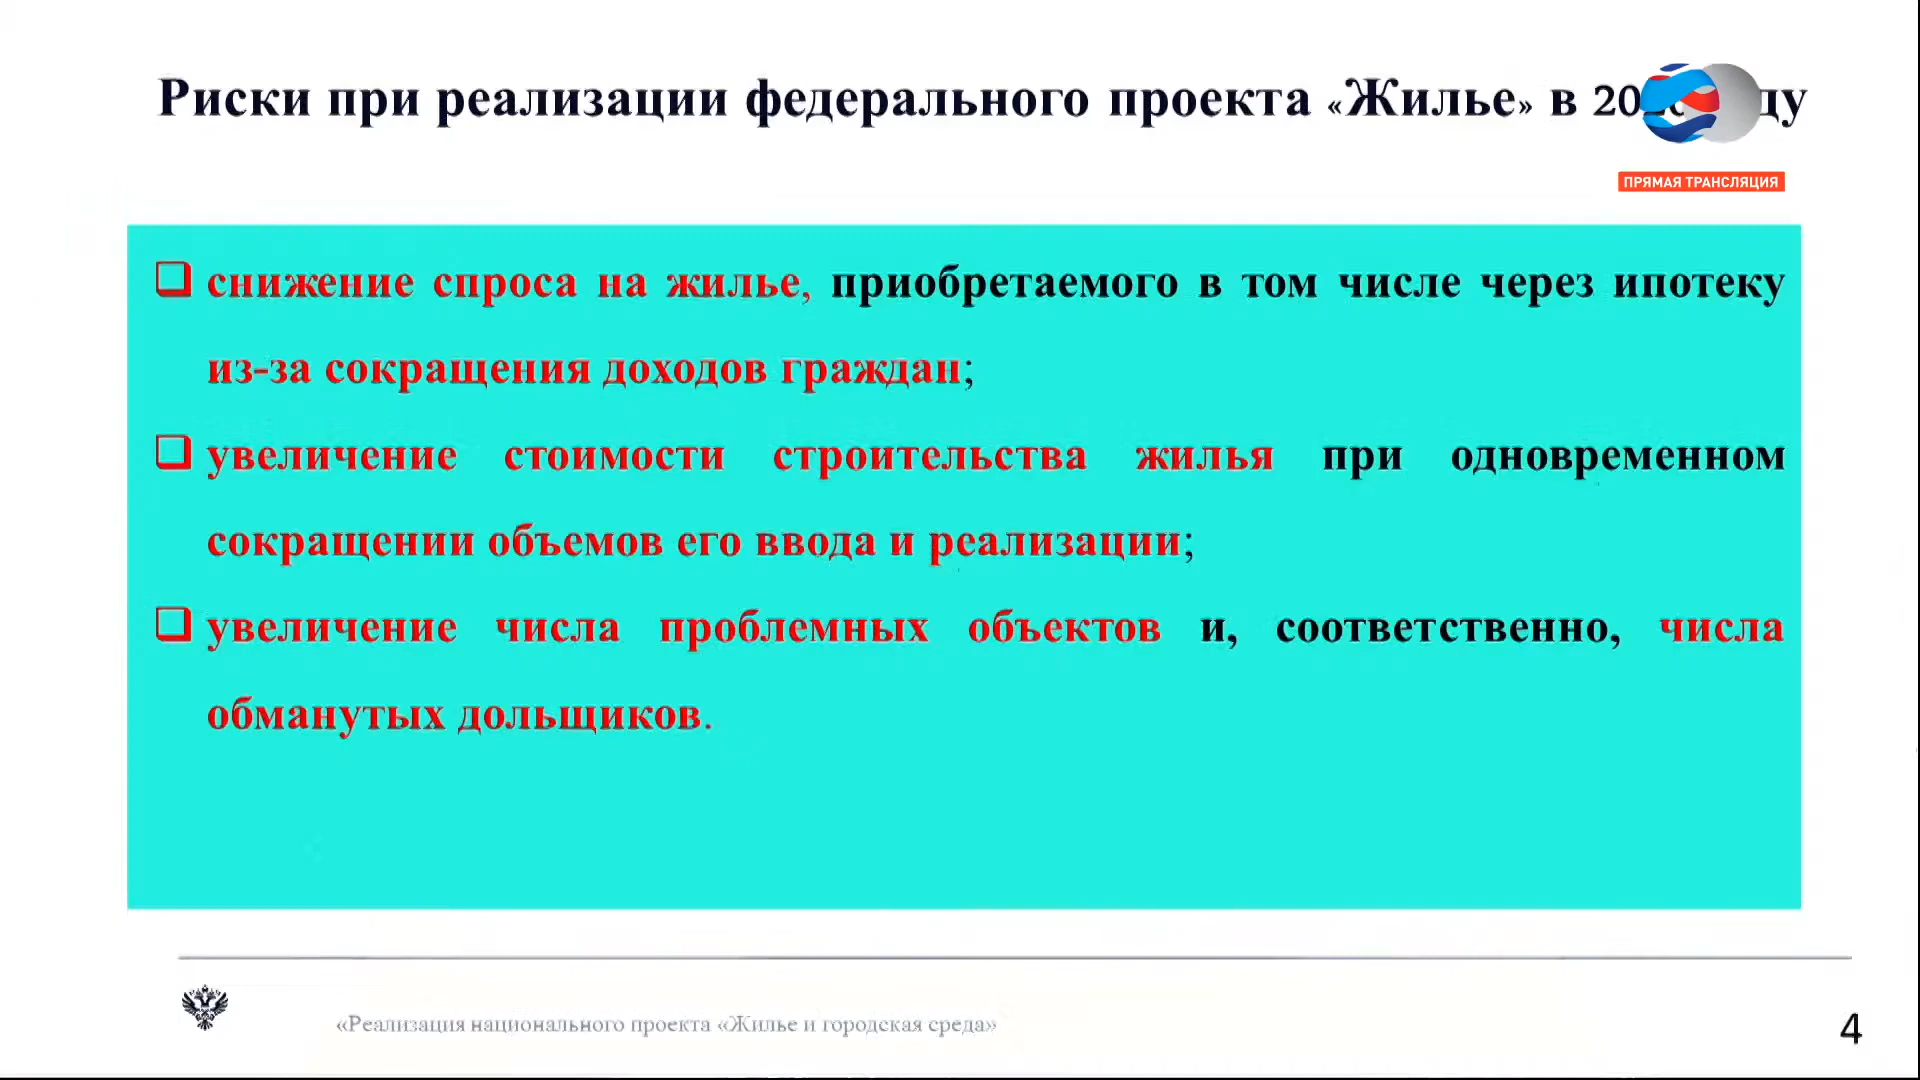 Риски при реализации федерального проекта «Жилье» в
ПРЯМАЯ ТРАНСЛЯЦИЯ
снижение спроса на жилье, приобретаемого в том числе через ипотеку
из-за сокращения доходов граждан;
увеличение стоимости строительства жилья при одновременном
сокращении объемов его ввода и реализации;
увеличение числа проблемных объектов и, соответственно, числа
обманутых дольщиков.
«Реализация национального проекта «Жилье и городская среда»
4